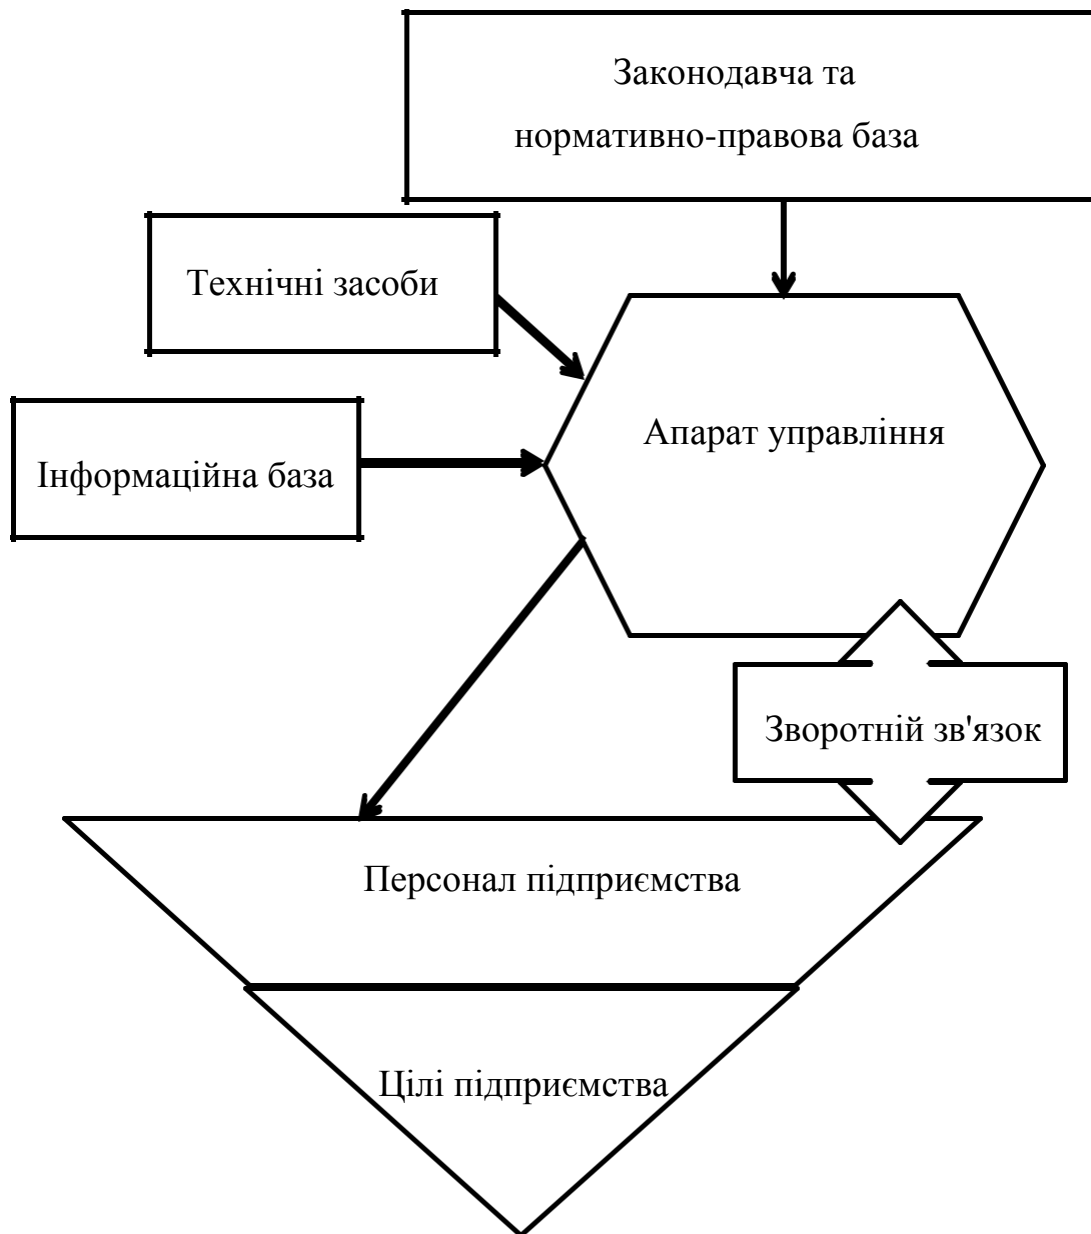 Законодавча та
нормативно-правова база
Технічні засоби
Апарат управління
Інформаційна база
Зворотній зв'язок
Персонал підприємства
Цілі підприємства